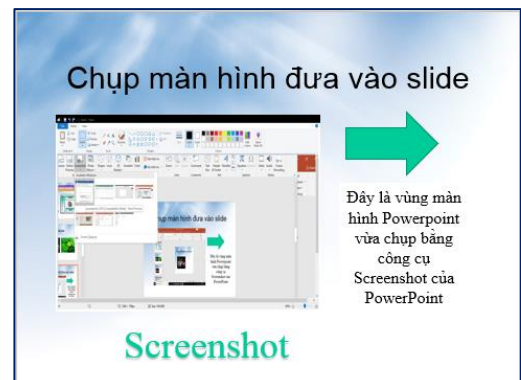 Chụp màn hình đưa vào slide
Đây là vùng màn
hình Powerpoint
vừa chụp bằng
công cụ
Screenshot của
PowerPoint
Screenshot